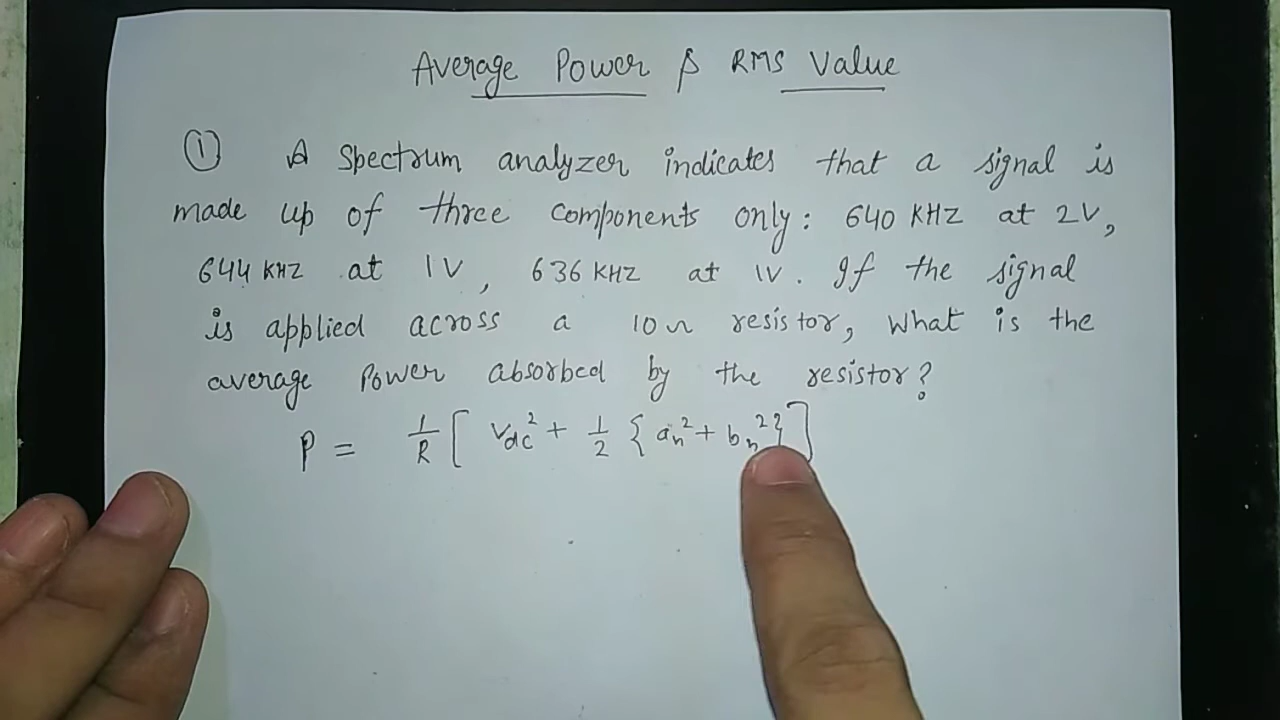 Average Power & RMS Value
① A Spectrum analyzer indicates that a signal is
made up of three components only: 640 KHZ at 2V,
644 KHZ at 1V, 636 KHZ at 1V. If the signal
is applied across a 10Ω resistor, what is the
average Power absorbed by the resistor?
P = 1/R [ Vdc² + 1/2 { an² + bn² } ]